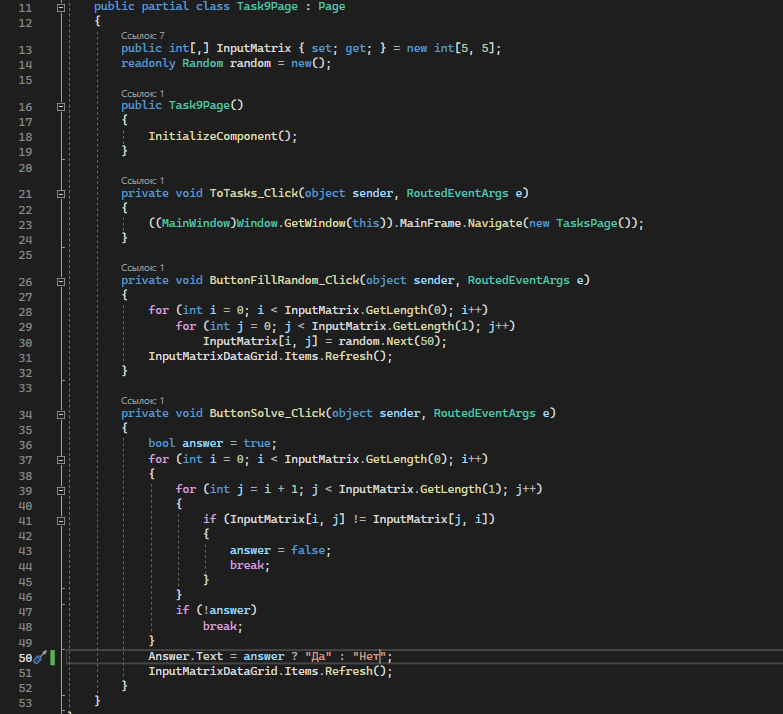 11 public partial class Task9Page : Page
12 {
Ссылок: 7
13 public int[,] InputMatrix { set; get; } = new int[5, 5];
14 readonly Random random = new();
15
Ссылок: 1
16 public Task9Page()
17 {
18 InitializeComponent();
19 }
20
Ссылок: 1
21 private void ToTasks_Click(object sender, RoutedEventArgs e)
22 {
23 ((MainWindow)Window.GetWindow(this)).MainFrame.Navigate(new TasksPage());
24 }
25
Ссылок: 1
26 private void ButtonFillRandom_Click(object sender, RoutedEventArgs e)
27 {
28 for (int i = 0; i < InputMatrix.GetLength(0); i++)
29 for (int j = 0; j < InputMatrix.GetLength(1); j++)
30 InputMatrix[i, j] = random.Next(50);
31 InputMatrixDataGrid.Items.Refresh();
32 }
33
Ссылок: 1
34 private void ButtonSolve_Click(object sender, RoutedEventArgs e)
35 {
36 bool answer = true;
37 for (int i = 0; i < InputMatrix.GetLength(0); i++)
38 {
39 for (int j = i + 1; j < InputMatrix.GetLength(1); j++)
40 {
41 if (InputMatrix[i, j] != InputMatrix[j, i])
42 {
43 answer = false;
44 break;
45 }
46 }
47 if (!answer)
48 break;
49 }
50 Answer.Text = answer ? "Да" : "Нет";
51 InputMatrixDataGrid.Items.Refresh();
52 }
53 }